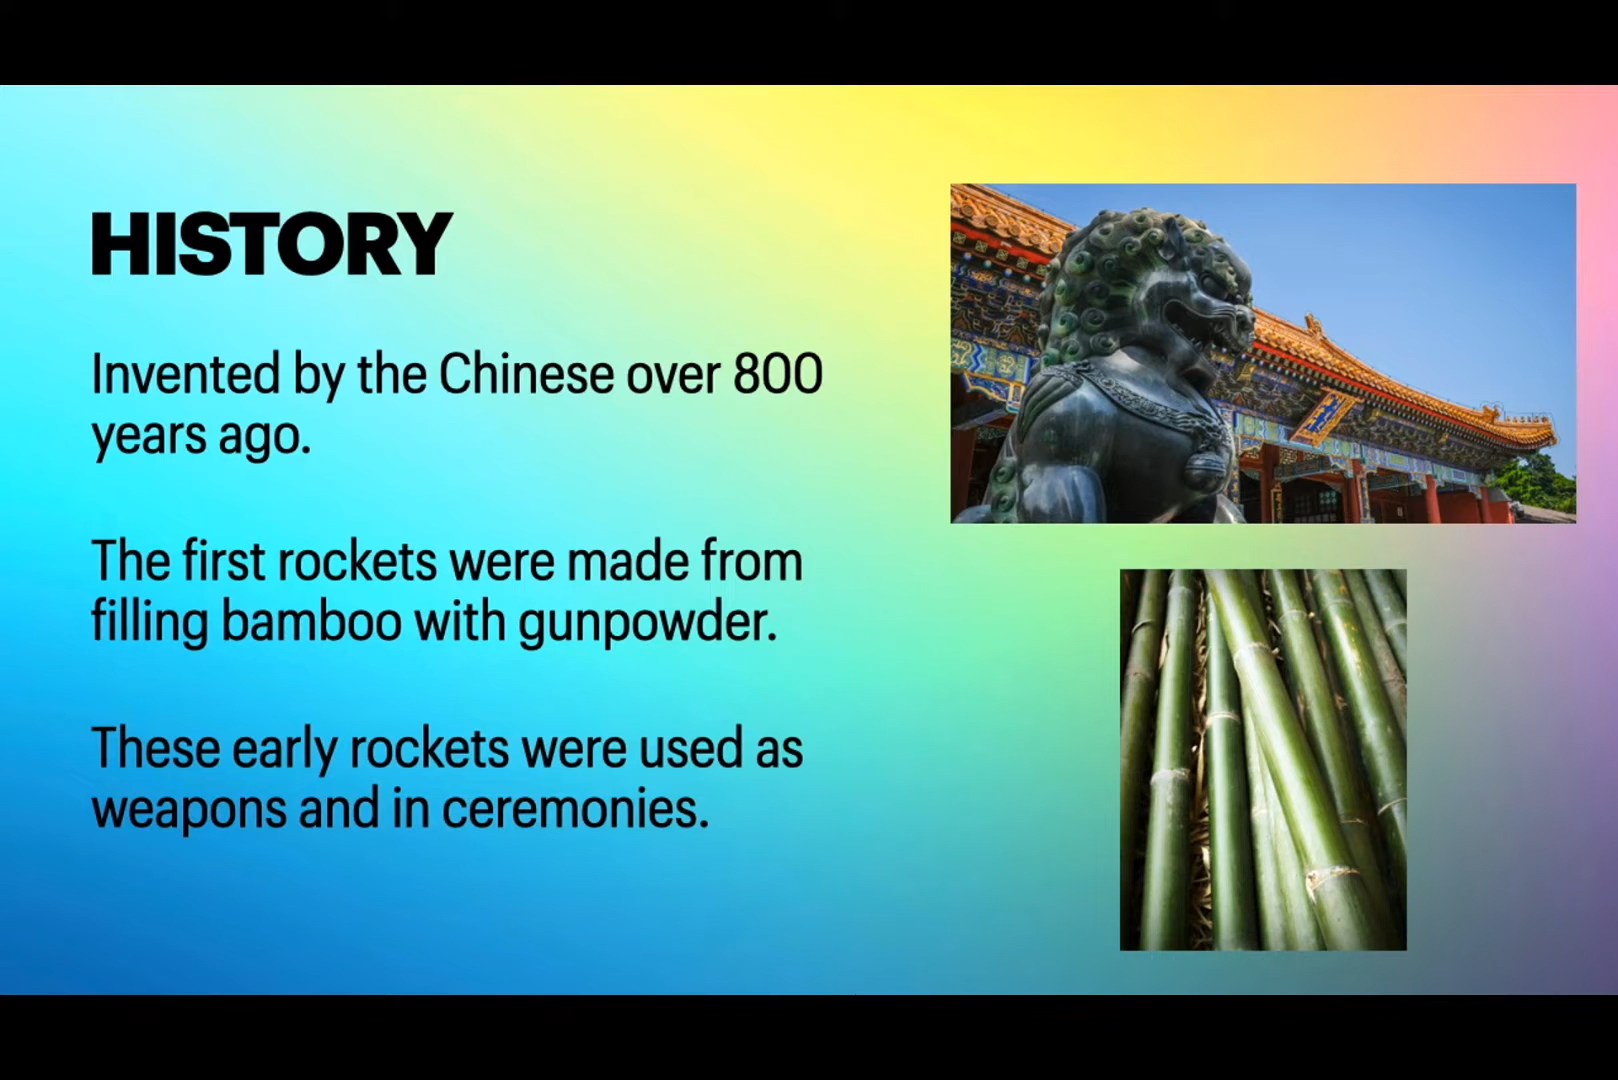 HISTORY
Invented by the Chinese over 800
years ago.
The first rockets were made from
filling bamboo with gunpowder.
These early rockets were used as
weapons and in ceremonies.